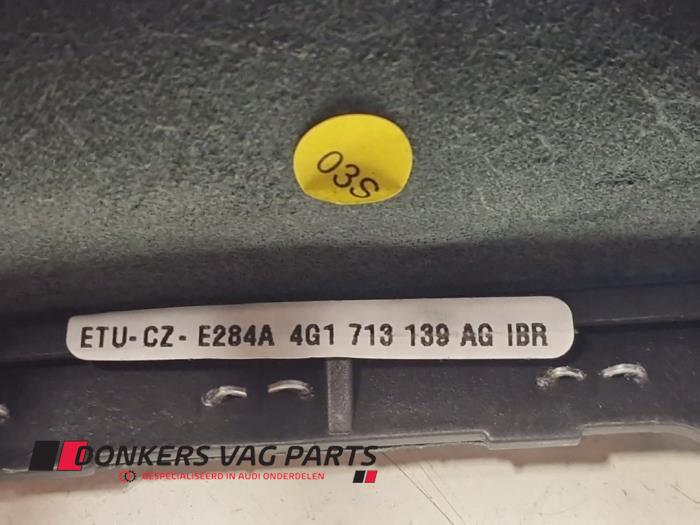 03S
ETU-CZ- E284A 4G1 713 139 AG IBR
DONKERS VAG PARTS
GESPECIALISEERD IN AUDI ONDERDELEN